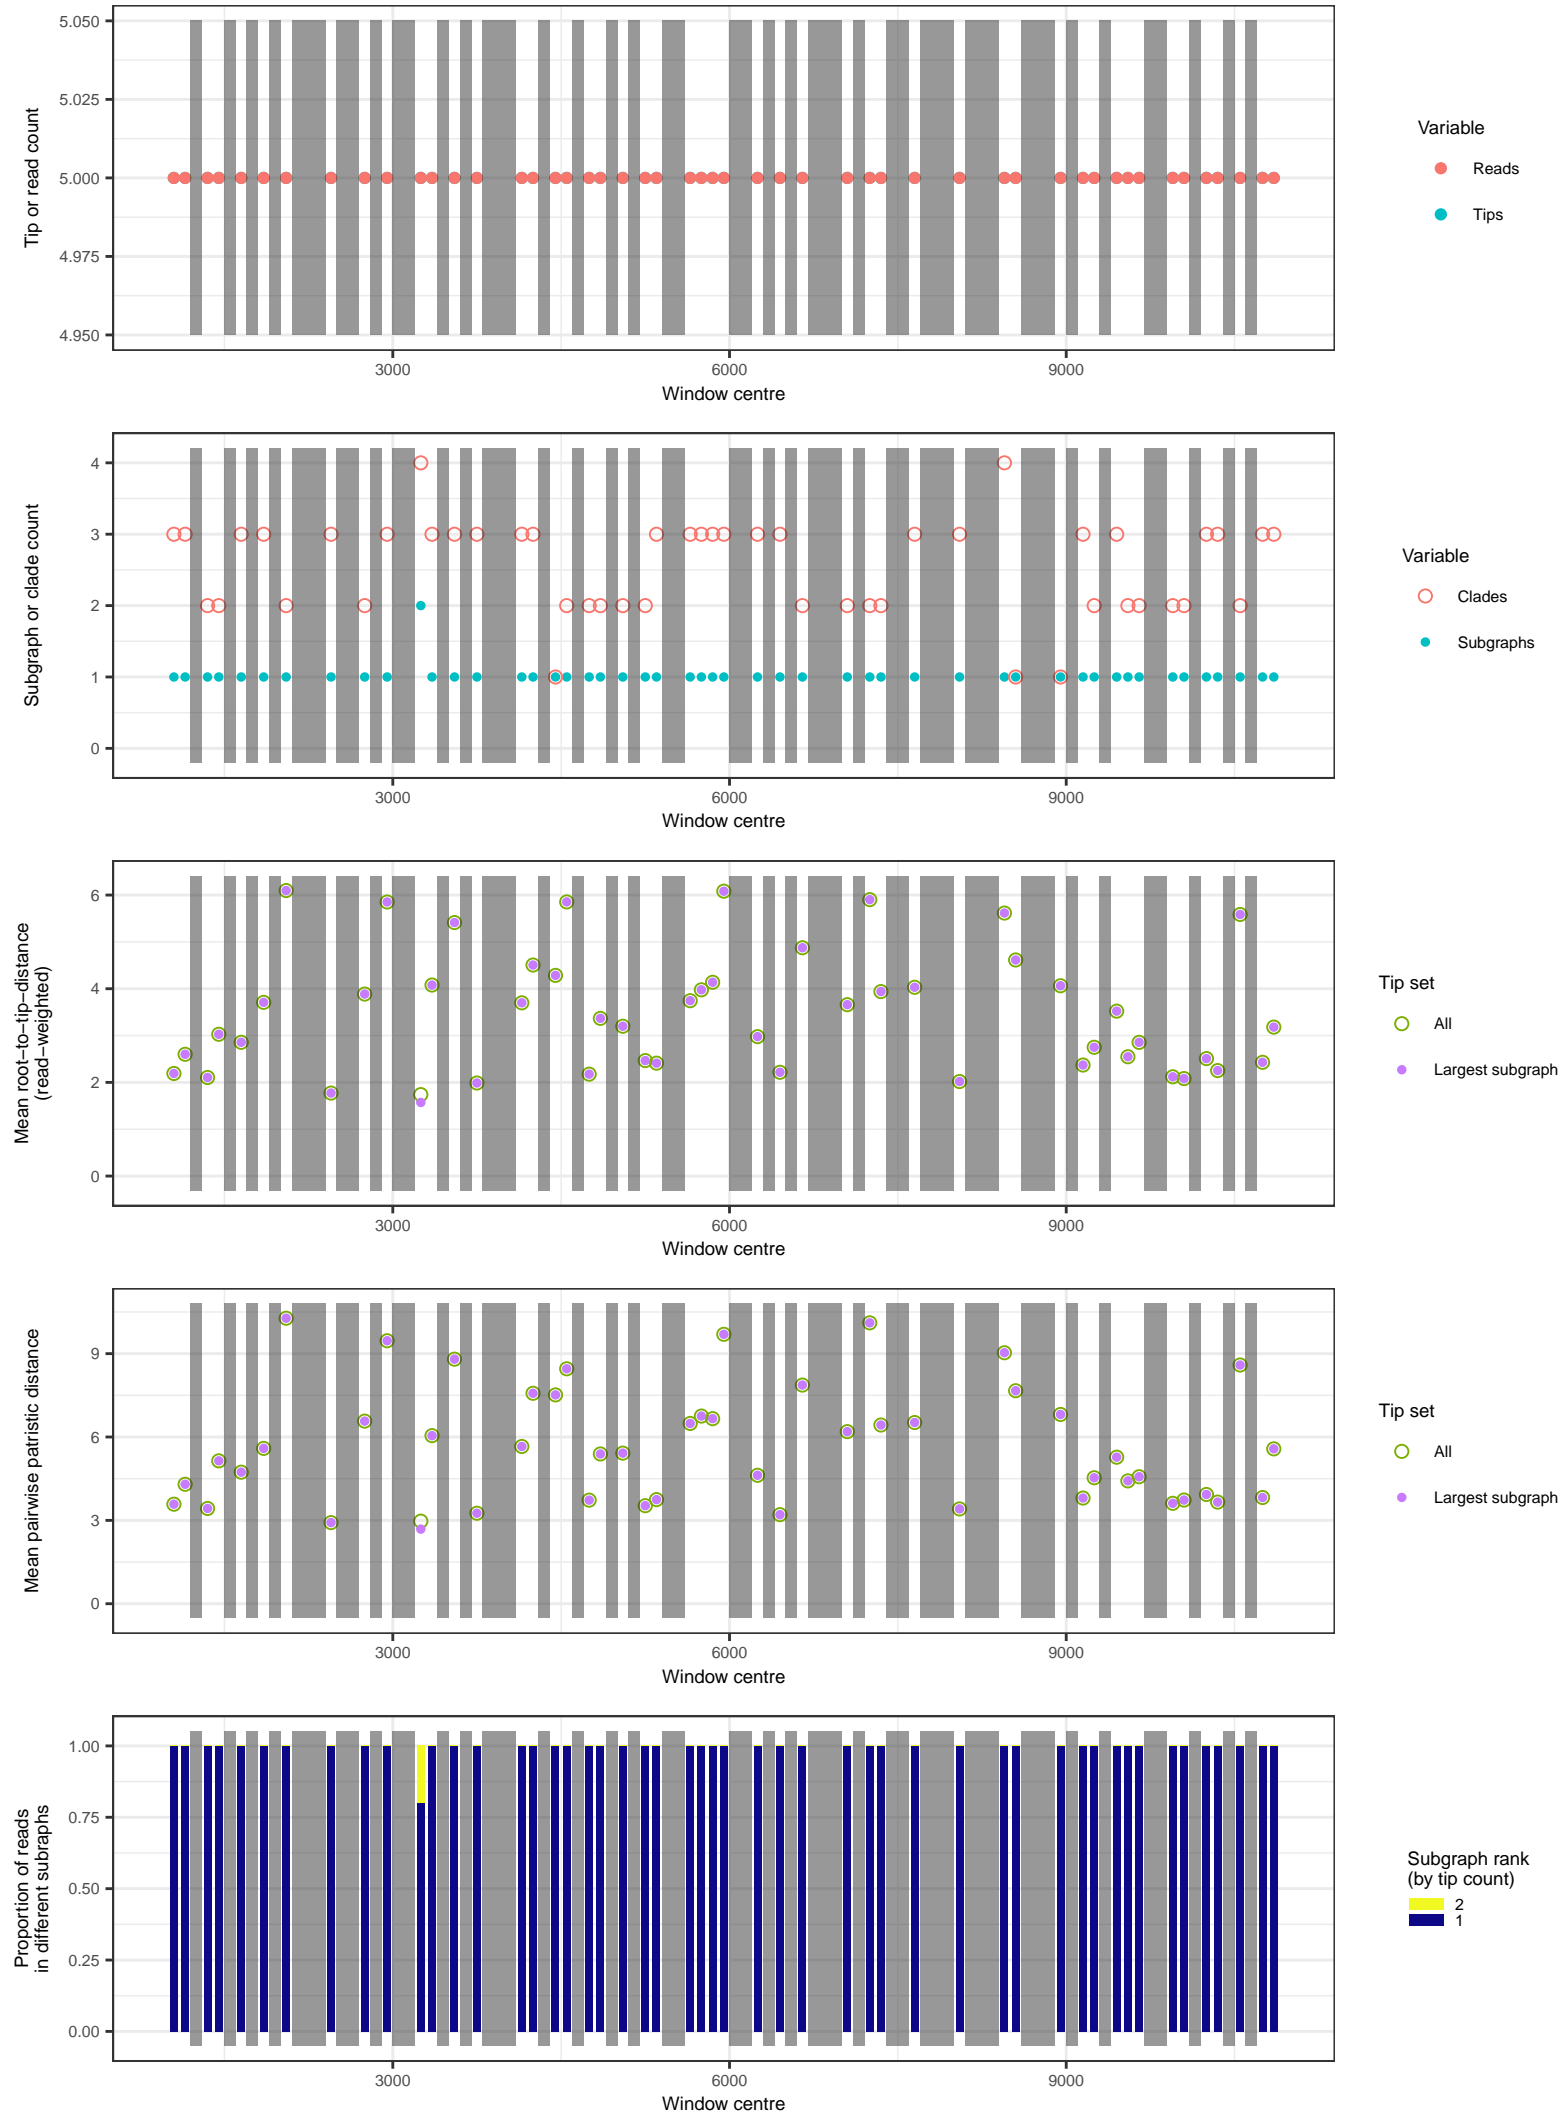 5.050
5.025
5.000
4.975
4.950
Tip or read count
3000
6000
9000
Window centre
Variable
Reads
Tips
4
3
2
1
0
Subgraph or clade count
3000
6000
9000
Window centre
Variable
Clades
Subgraphs
6
4
2
0
Mean root−to−tip−distance
(read−weighted)
3000
6000
9000
Window centre
Tip set
All
Largest subgraph
9
6
3
0
Mean pairwise patristic distance
3000
6000
9000
Window centre
Tip set
All
Largest subgraph
1.00
0.75
0.50
0.25
0.00
Proportion of reads
in different subraphs
3000
6000
9000
Window centre
Subgraph rank
(by tip count)
2
1